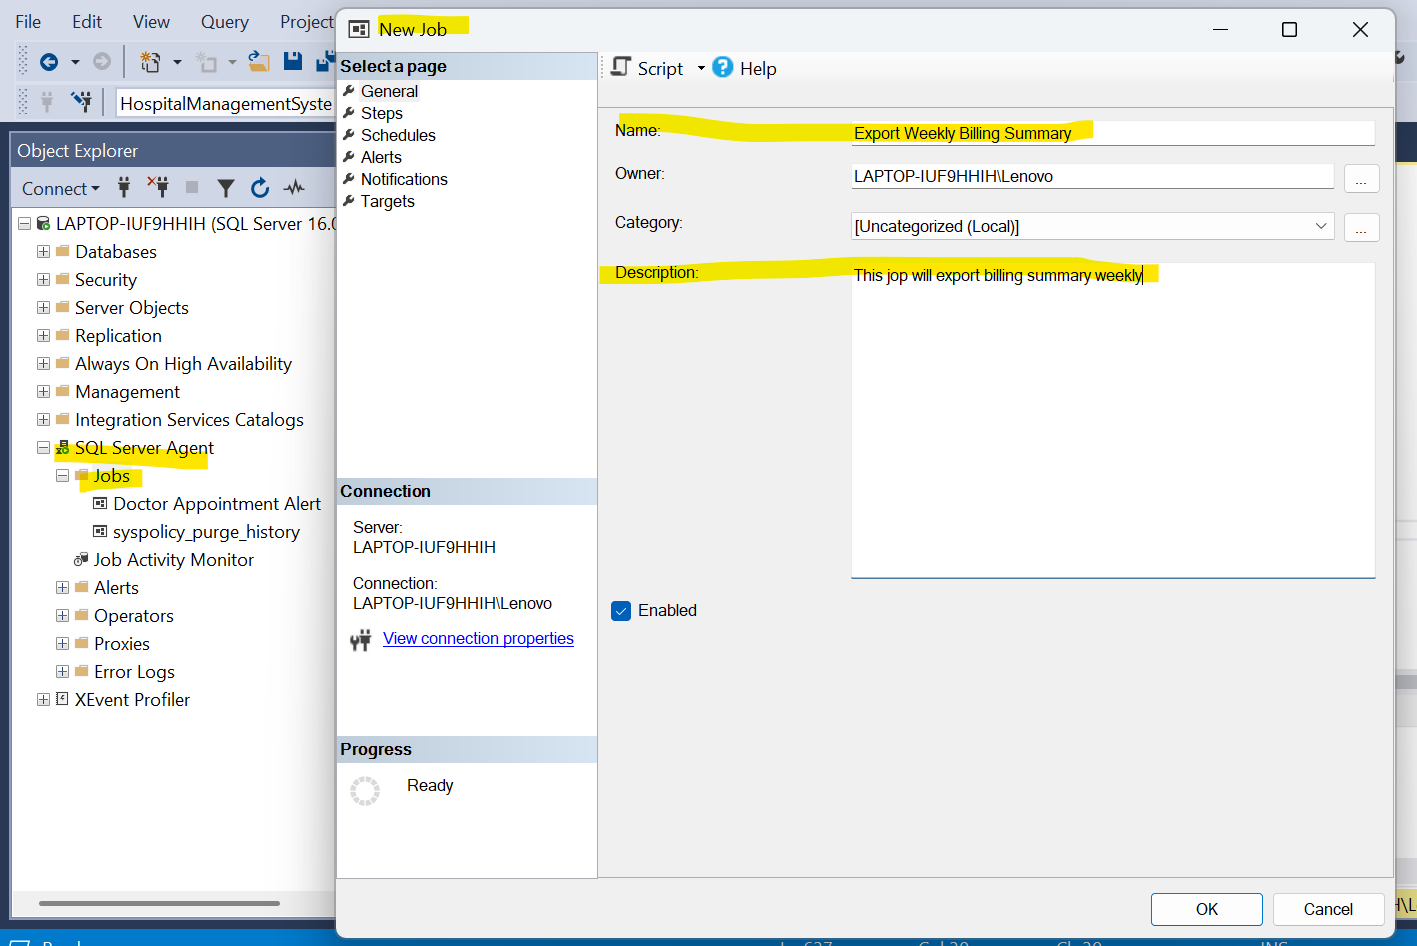 File Edit View Query Project
HospitalManagementSyste
Object Explorer
Connect
LAPTOP-IUF9HHIH (SQL Server 16.0
Databases
Security
Server Objects
Replication
Always On High Availability
Management
Integration Services Catalogs
SQL Server Agent
Jobs
Doctor Appointment Alert
syspolicy_purge_history
Job Activity Monitor
Alerts
Operators
Proxies
Error Logs
XEvent Profiler
New Job
Select a page
General
Steps
Schedules
Alerts
Notifications
Targets
Connection
Server:
LAPTOP-IUF9HHIH
Connection:
LAPTOP-IUF9HHIH\Lenovo
View connection properties
Progress
Ready
Script ? Help
Name: Export Weekly Billing Summary
Owner: LAPTOP-IUF9HHIH\Lenovo ...
Category: [Uncategorized (Local)] ...
Description: This jop will export billing summary weekly
Enabled
OK Cancel